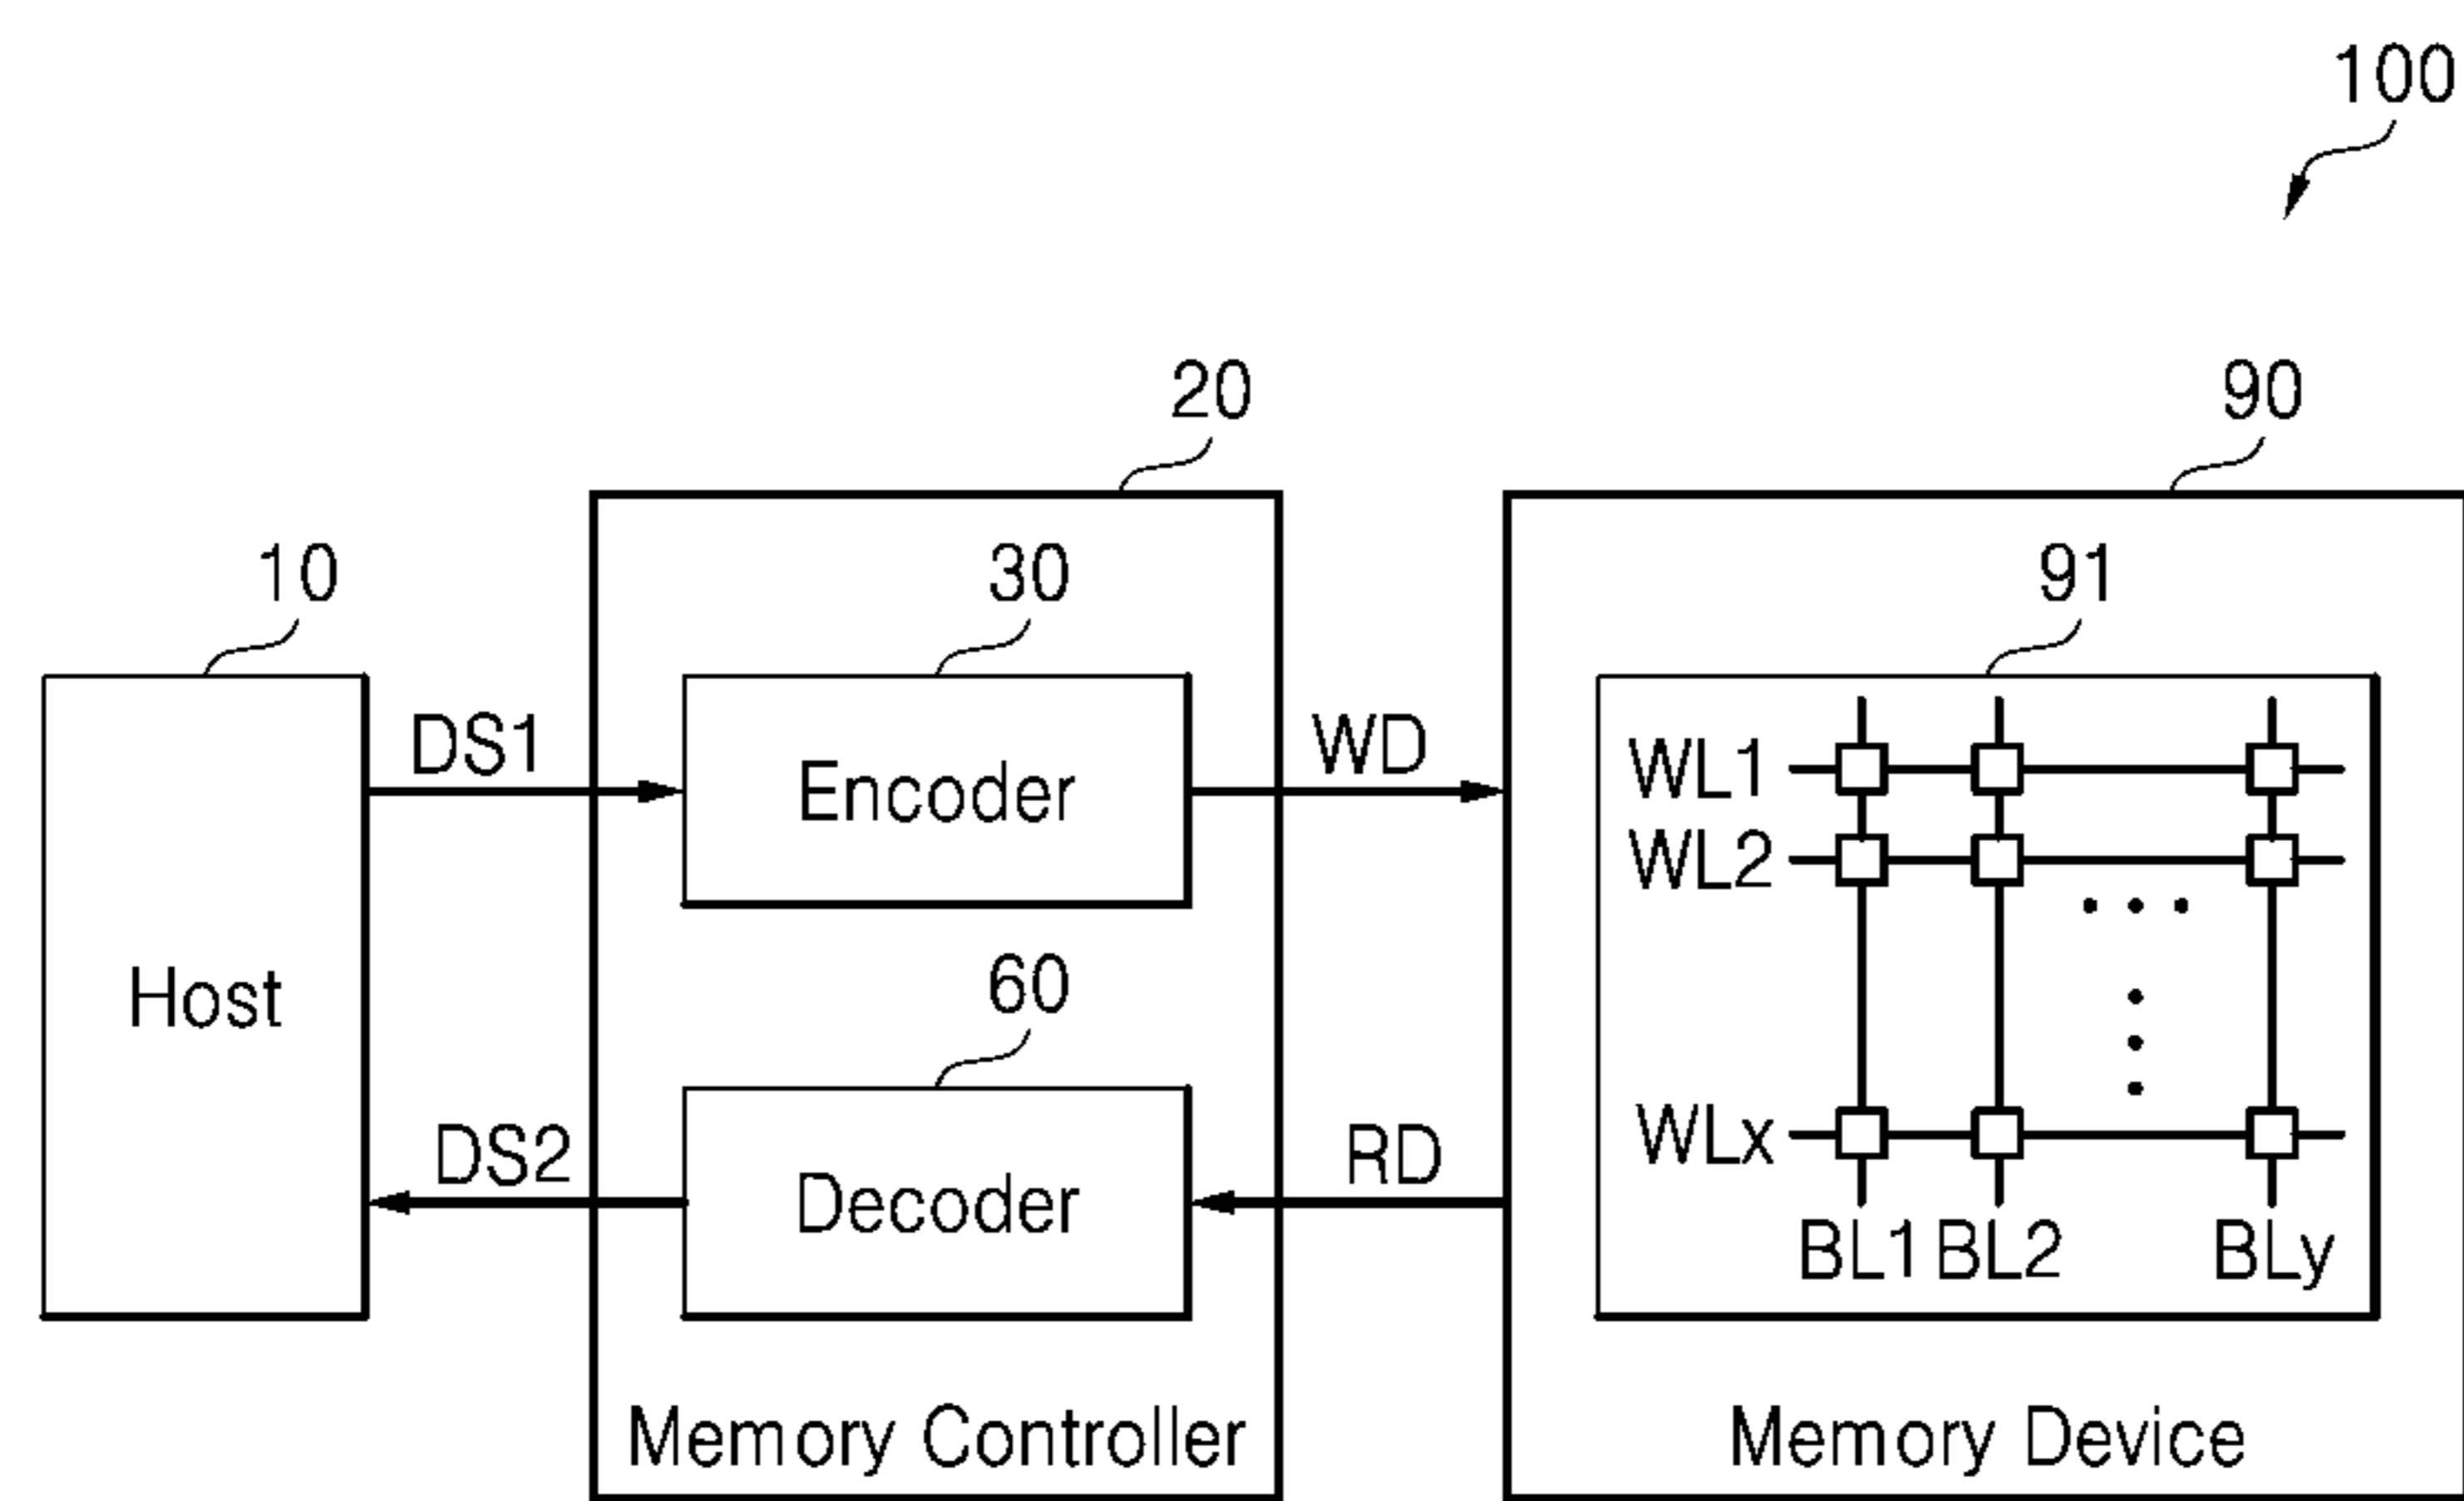 100
20
90
10
30
91
DS1
WD
Encoder
WL1
WL2
Host
60
DS2
RD
Decoder
WLx
BL1 BL2 BLy
Memory Controller
Memory Device